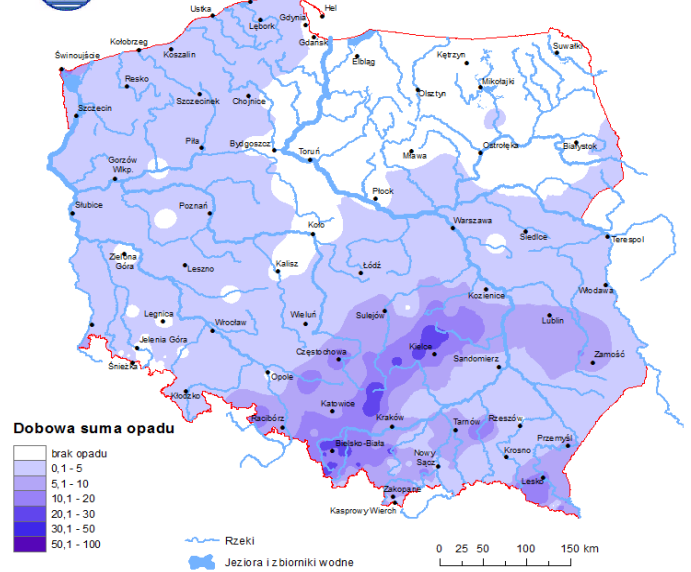 Hel
Ustka
Gdynia
Lębork
Gdańsk
Kołobrzeg
Koszalin
Suwałki
Świnoujście
Elbląg
Kętrzyn
Resko
Mikołajki
Olsztyn
Szczecinek
Chojnice
Szczecin
Piła
Bydgoszcz
Ostrołęka
Białystok
Toruń
Mława
Gorzów
Wlkp.
Płock
Słubice
Poznań
Koło
Warszawa
Siedlce
Terespol
Zielona
Góra
Leszno
Kalisz
Łódź
Kozienice
Włodawa
Legnica
Wrocław
Wieluń
Sulejów
Lublin
Jelenia Góra
Kielce
Śnieżka
Częstochowa
Sandomierz
Zamość
Opole
Kłodzko
Katowice
Racibórz
Kraków
Tarnów
Rzeszów
Przemyśl
Bielsko-Biała
Nowy
Sącz
Krosno
Lesko
Zakopane
Kasprowy Wierch
Dobowa suma opadu
brak opadu
0,1 - 5
5,1 - 10
10,1 - 20
20,1 - 30
30,1 - 50
50,1 - 100
Rzeki
Jeziora i zbiorniki wodne
0 25 50 100 150 km